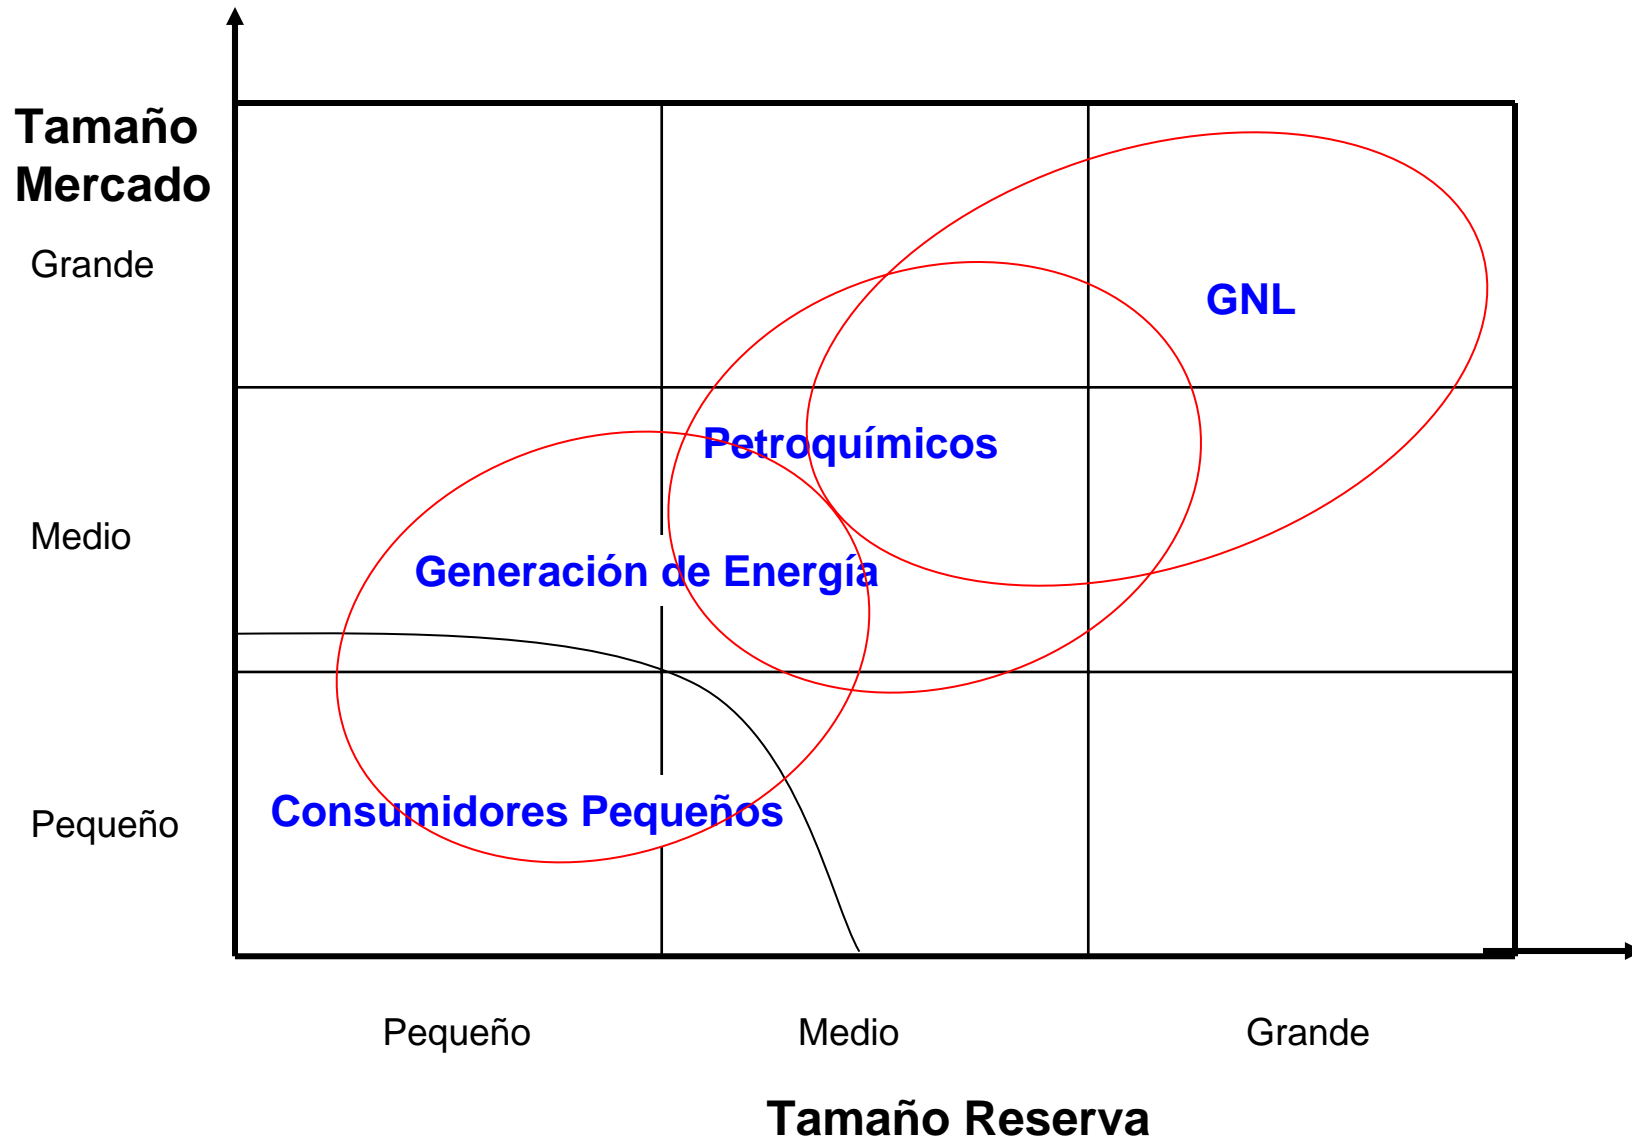 Tamaño
Mercado
Grande
GNL
Petroquímicos
Medio
Generación de Energía
Consumidores Pequeños
Pequeño
Pequeño
Medio
Grande
Tamaño Reserva